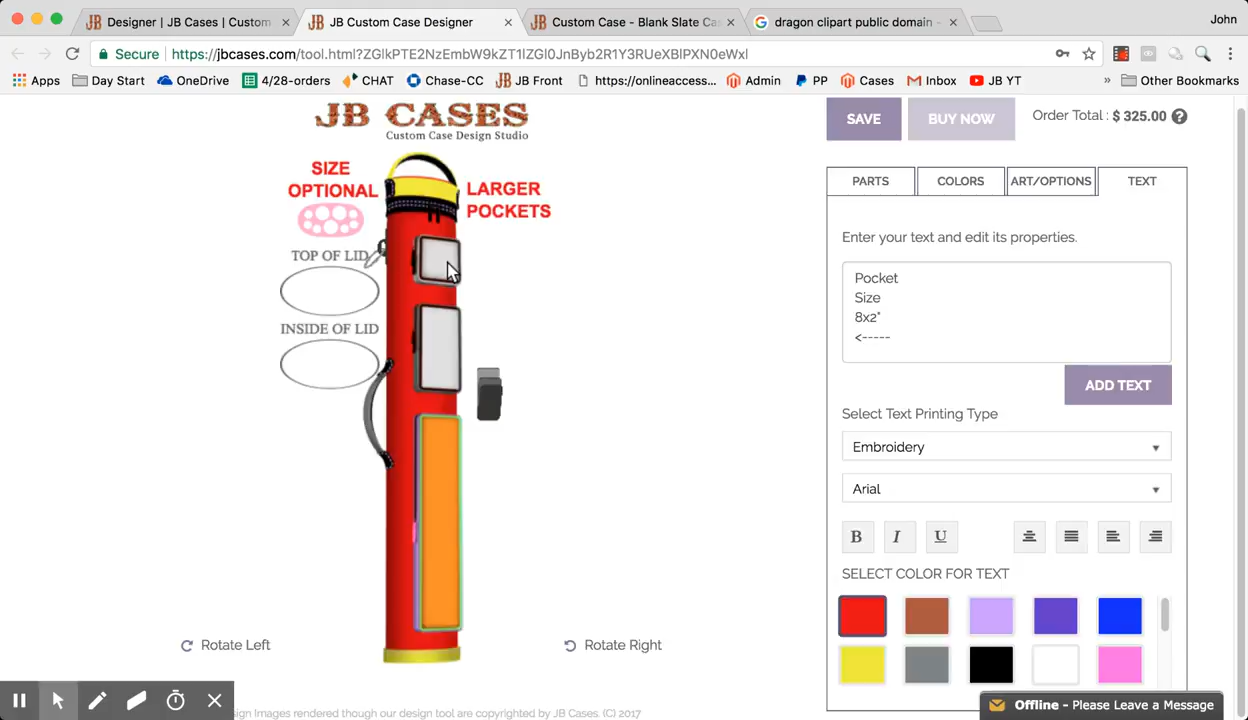 Designer | JB Cases | Custom
JB Custom Case Designer
Custom Case - Blank Slate Cas
dragon clipart public domain -
John
Secure
https://jbcases.com/tool.html?ZGlkPTE2NzEmbW9kZT1lZGl0JnByb2R1Y3RUeXBlPXN0eWxl
Apps
Day Start
OneDrive
4/28-orders
CHAT
Chase-CC
JB Front
https://onlineaccess...
Admin
PP
Cases
Inbox
JB YT
»
Other Bookmarks
JB CASES
Custom Case Design Studio
SAVE
BUY NOW
Order Total : $ 325.00 ?
SIZE
OPTIONAL
LARGER
POCKETS
TOP OF LID
INSIDE OF LID
PARTS
COLORS
ART/OPTIONS
TEXT
Enter your text and edit its properties.
Pocket
Size
8x2"
<-----
ADD TEXT
Select Text Printing Type
Embroidery
Arial
B
I
U
SELECT COLOR FOR TEXT
Rotate Left
Rotate Right
Offline - Please Leave a Message
sign Images rendered though our design tool are copyrighted by JB Cases. (C) 2017